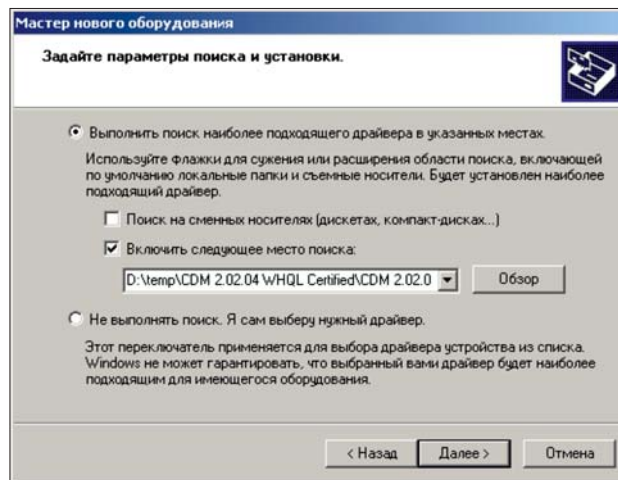 Мастер нового оборудования
Задайте параметры поиска и установки.
Выполнить поиск наиболее подходящего драйвера в указанных местах.
Используйте флажки для сужения или расширения области поиска, включающей
по умолчанию локальные папки и съемные носители. Будет установлен наиболее
подходящий драйвер.
Поиск на сменных носителях (дискетах, компакт-дисках...)
Включить следующее место поиска:
D:\temp\CDM 2.02.04 WHQL Certified\CDM 2.02.0
Обзор
Не выполнять поиск. Я сам выберу нужный драйвер.
Этот переключатель применяется для выбора драйвера устройства из списка.
Windows не может гарантировать, что выбранный вами драйвер будет наиболее
подходящим для имеющегося оборудования.
< Назад
Далее >
Отмена